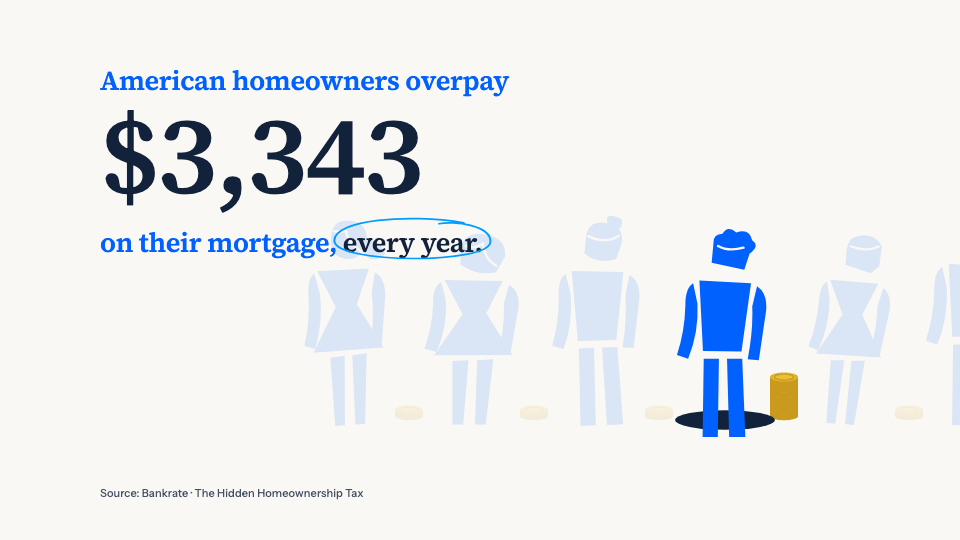 American homeowners overpay
$3,343
on their mortgage, every year.
Source: Bankrate · The Hidden Homeownership Tax